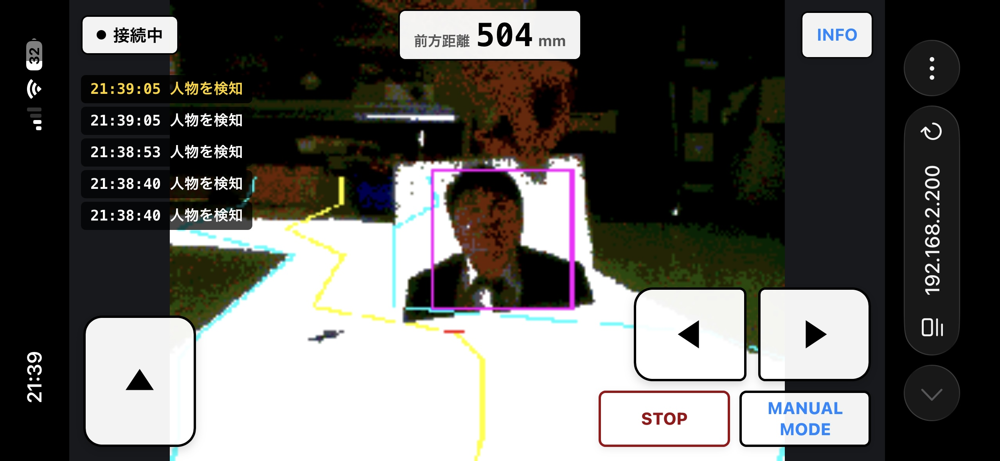 接続中
前方距離 504 mm
INFO
21:39:05 人物を検知
21:39:05 人物を検知
21:38:53 人物を検知
21:38:40 人物を検知
21:38:40 人物を検知
STOP
MANUAL
MODE
32
21:39
192.168.2.200